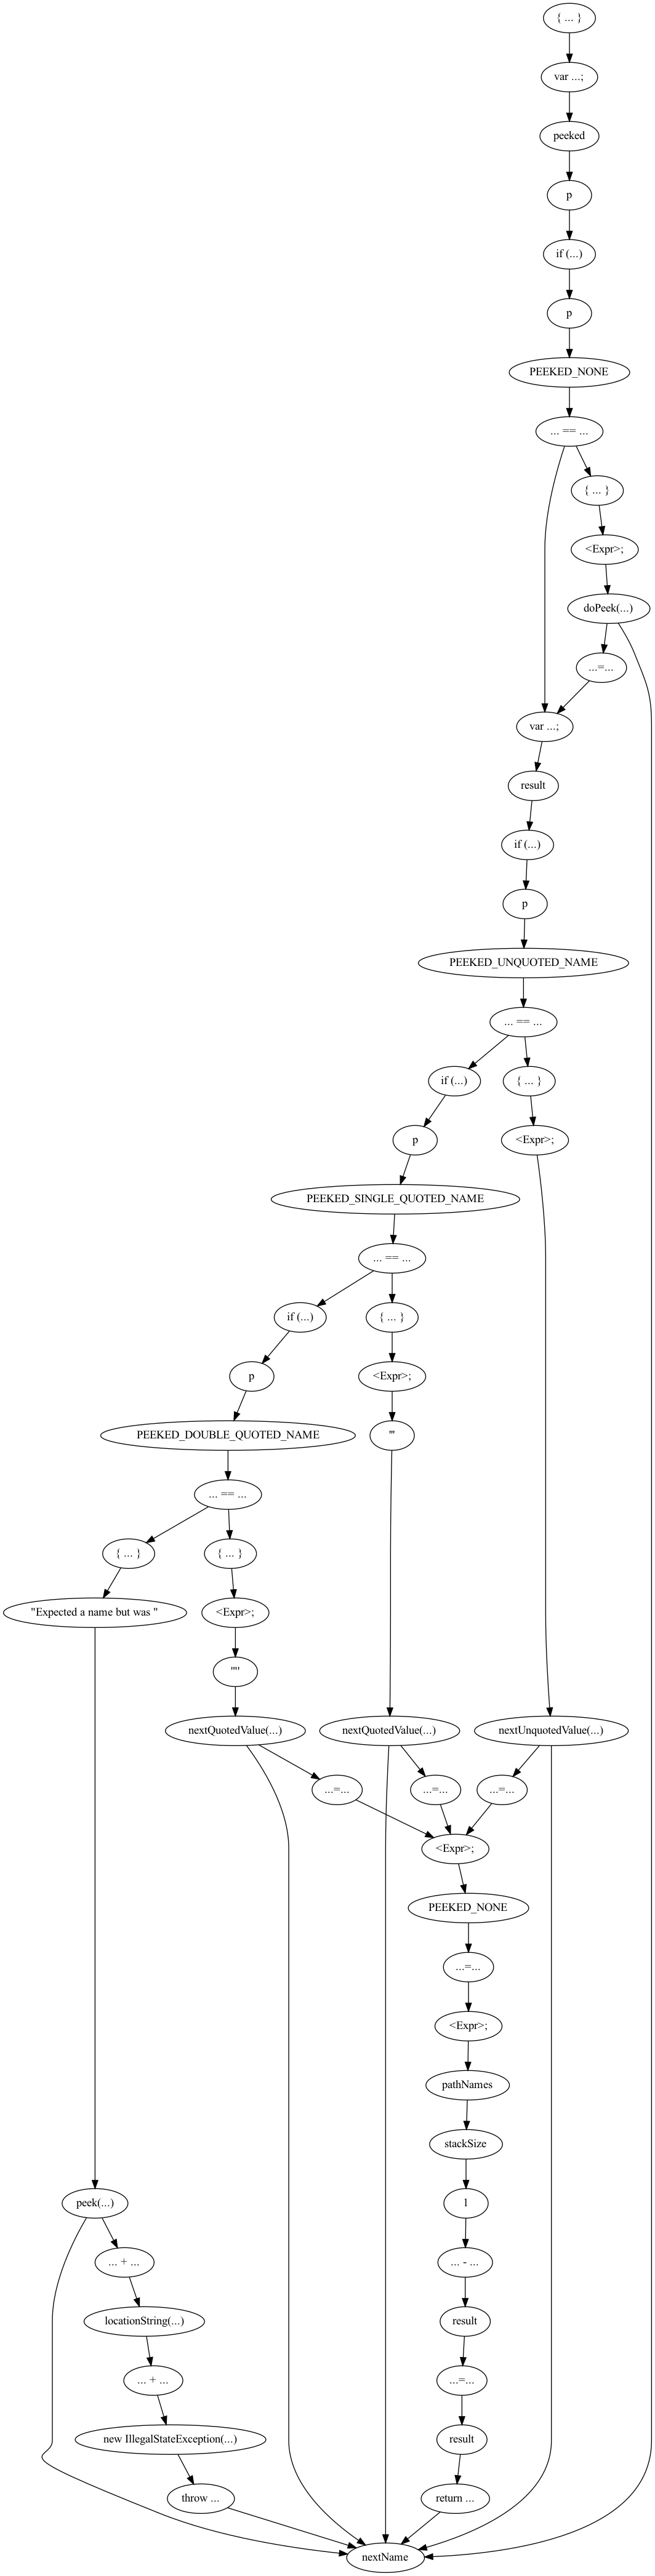 { ... }
var ...;
peeked
p
if (...)
p
PEEKED_NONE
... == ...
{ ... }
<Expr>;
doPeek(...)
...=...
var ...;
result
if (...)
p
PEEKED_UNQUOTED_NAME
... == ...
if (...)
{ ... }
p
<Expr>;
PEEKED_SINGLE_QUOTED_NAME
... == ...
if (...)
{ ... }
p
<Expr>;
PEEKED_DOUBLE_QUOTED_NAME
'''
... == ...
{ ... }
{ ... }
"Expected a name but was "
<Expr>;
'"'
nextQuotedValue(...)
nextQuotedValue(...)
nextUnquotedValue(...)
...=...
...=...
...=...
<Expr>;
PEEKED_NONE
...=...
<Expr>;
pathNames
stackSize
peek(...)
1
... + ...
... - ...
locationString(...)
result
... + ...
...=...
new IllegalStateException(...)
result
throw ...
return ...
nextName